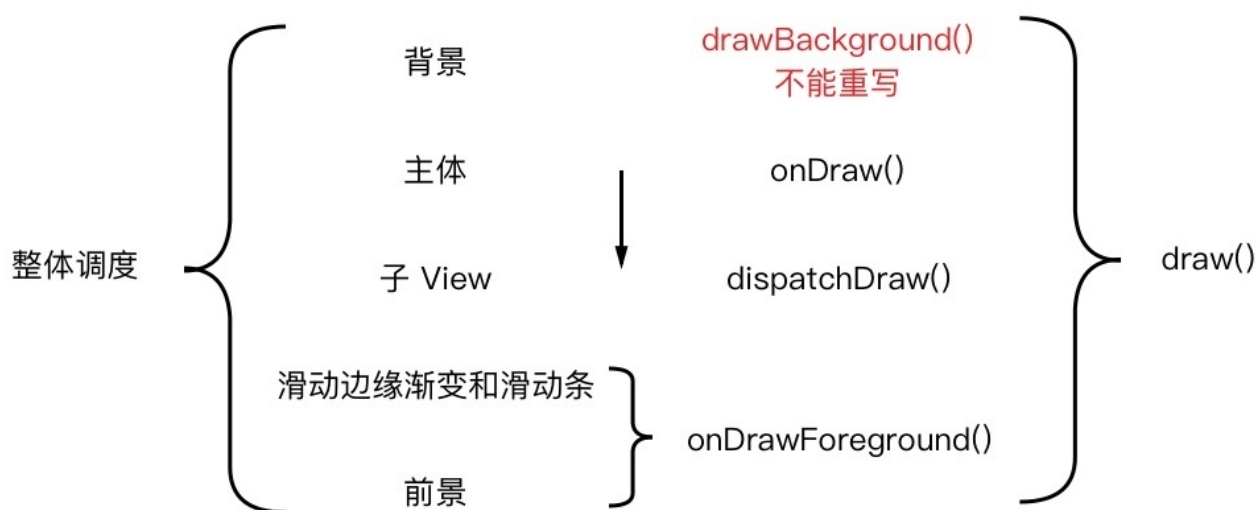 背景
drawBackground()
不能重写
主体
onDraw()
整体调度
子 View
dispatchDraw()
draw()
滑动边缘渐变和滑动条
onDrawForeground()
前景